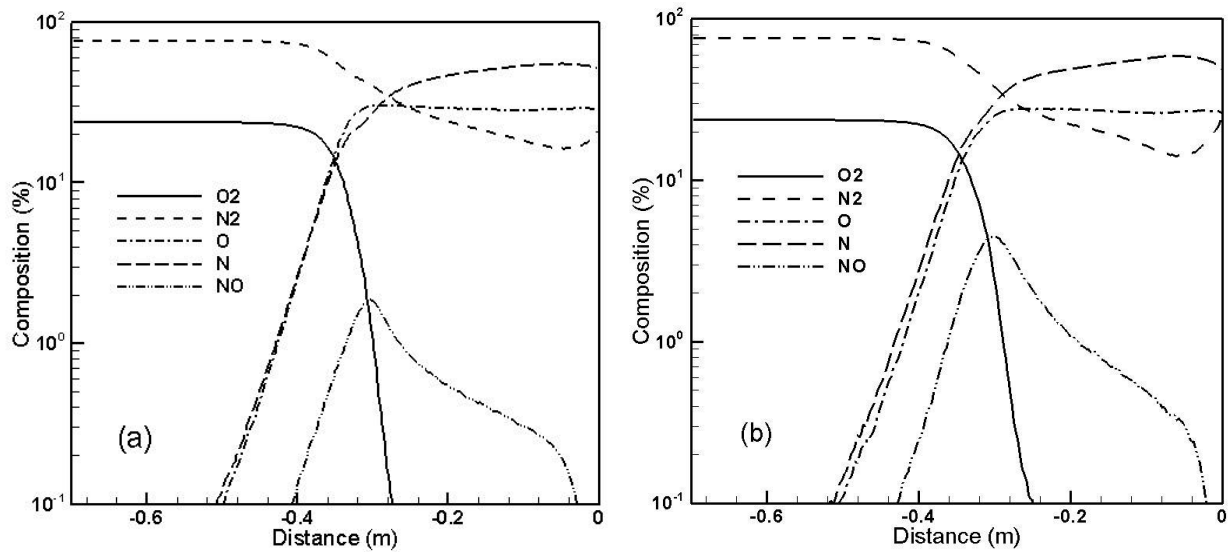 10²
10¹
10⁰
10⁻¹
Composition (%)
O2
N2
O
N
NO
(a)
-0.6
-0.4
-0.2
0
Distance (m)
10²
10¹
10⁰
10⁻¹
Composition (%)
O2
N2
O
N
NO
(b)
-0.6
-0.4
-0.2
0
Distance (m)